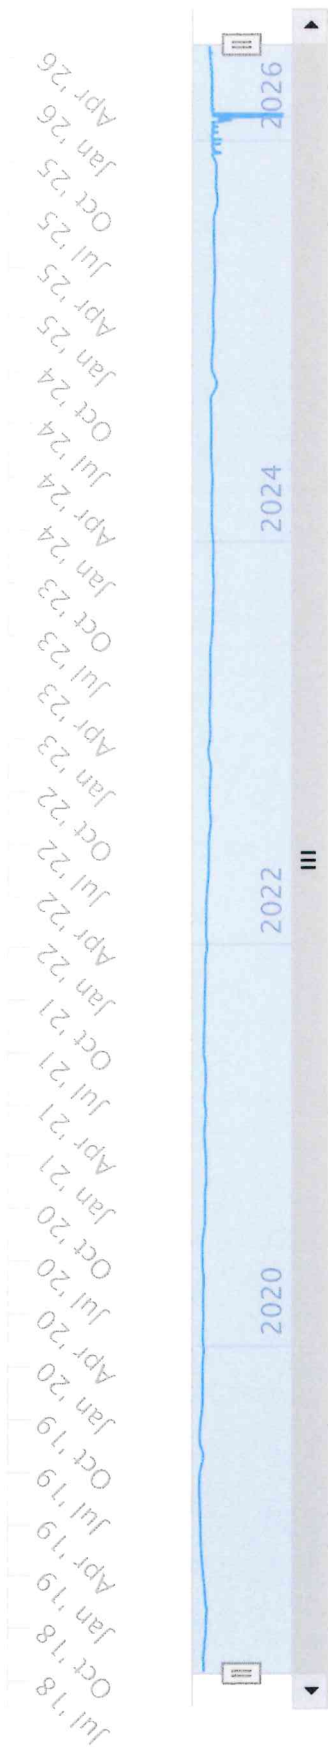 Jul '18
Oct '18
Jan '19
Apr '19
Jul '19
Oct '19
Jan '20
Apr '20
Jul '20
Oct '20
Jan '21
Apr '21
Jul '21
Oct '21
Jan '22
Apr '22
Jul '22
Oct '22
Jan '23
Apr '23
Jul '23
Oct '23
Jan '24
Apr '24
Jul '24
Oct '24
Jan '25
Apr '25
Jul '25
Oct '25
Jan '26
Apr '26
2020
2022
2024
2026